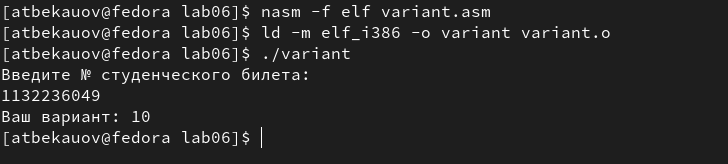 [atbekauov@fedora lab06]$ nasm -f elf variant.asm
[atbekauov@fedora lab06]$ ld -m elf_i386 -o variant variant.o
[atbekauov@fedora lab06]$ ./variant
Введите № студенческого билета:
1132236049
Ваш вариант: 10
[atbekauov@fedora lab06]$